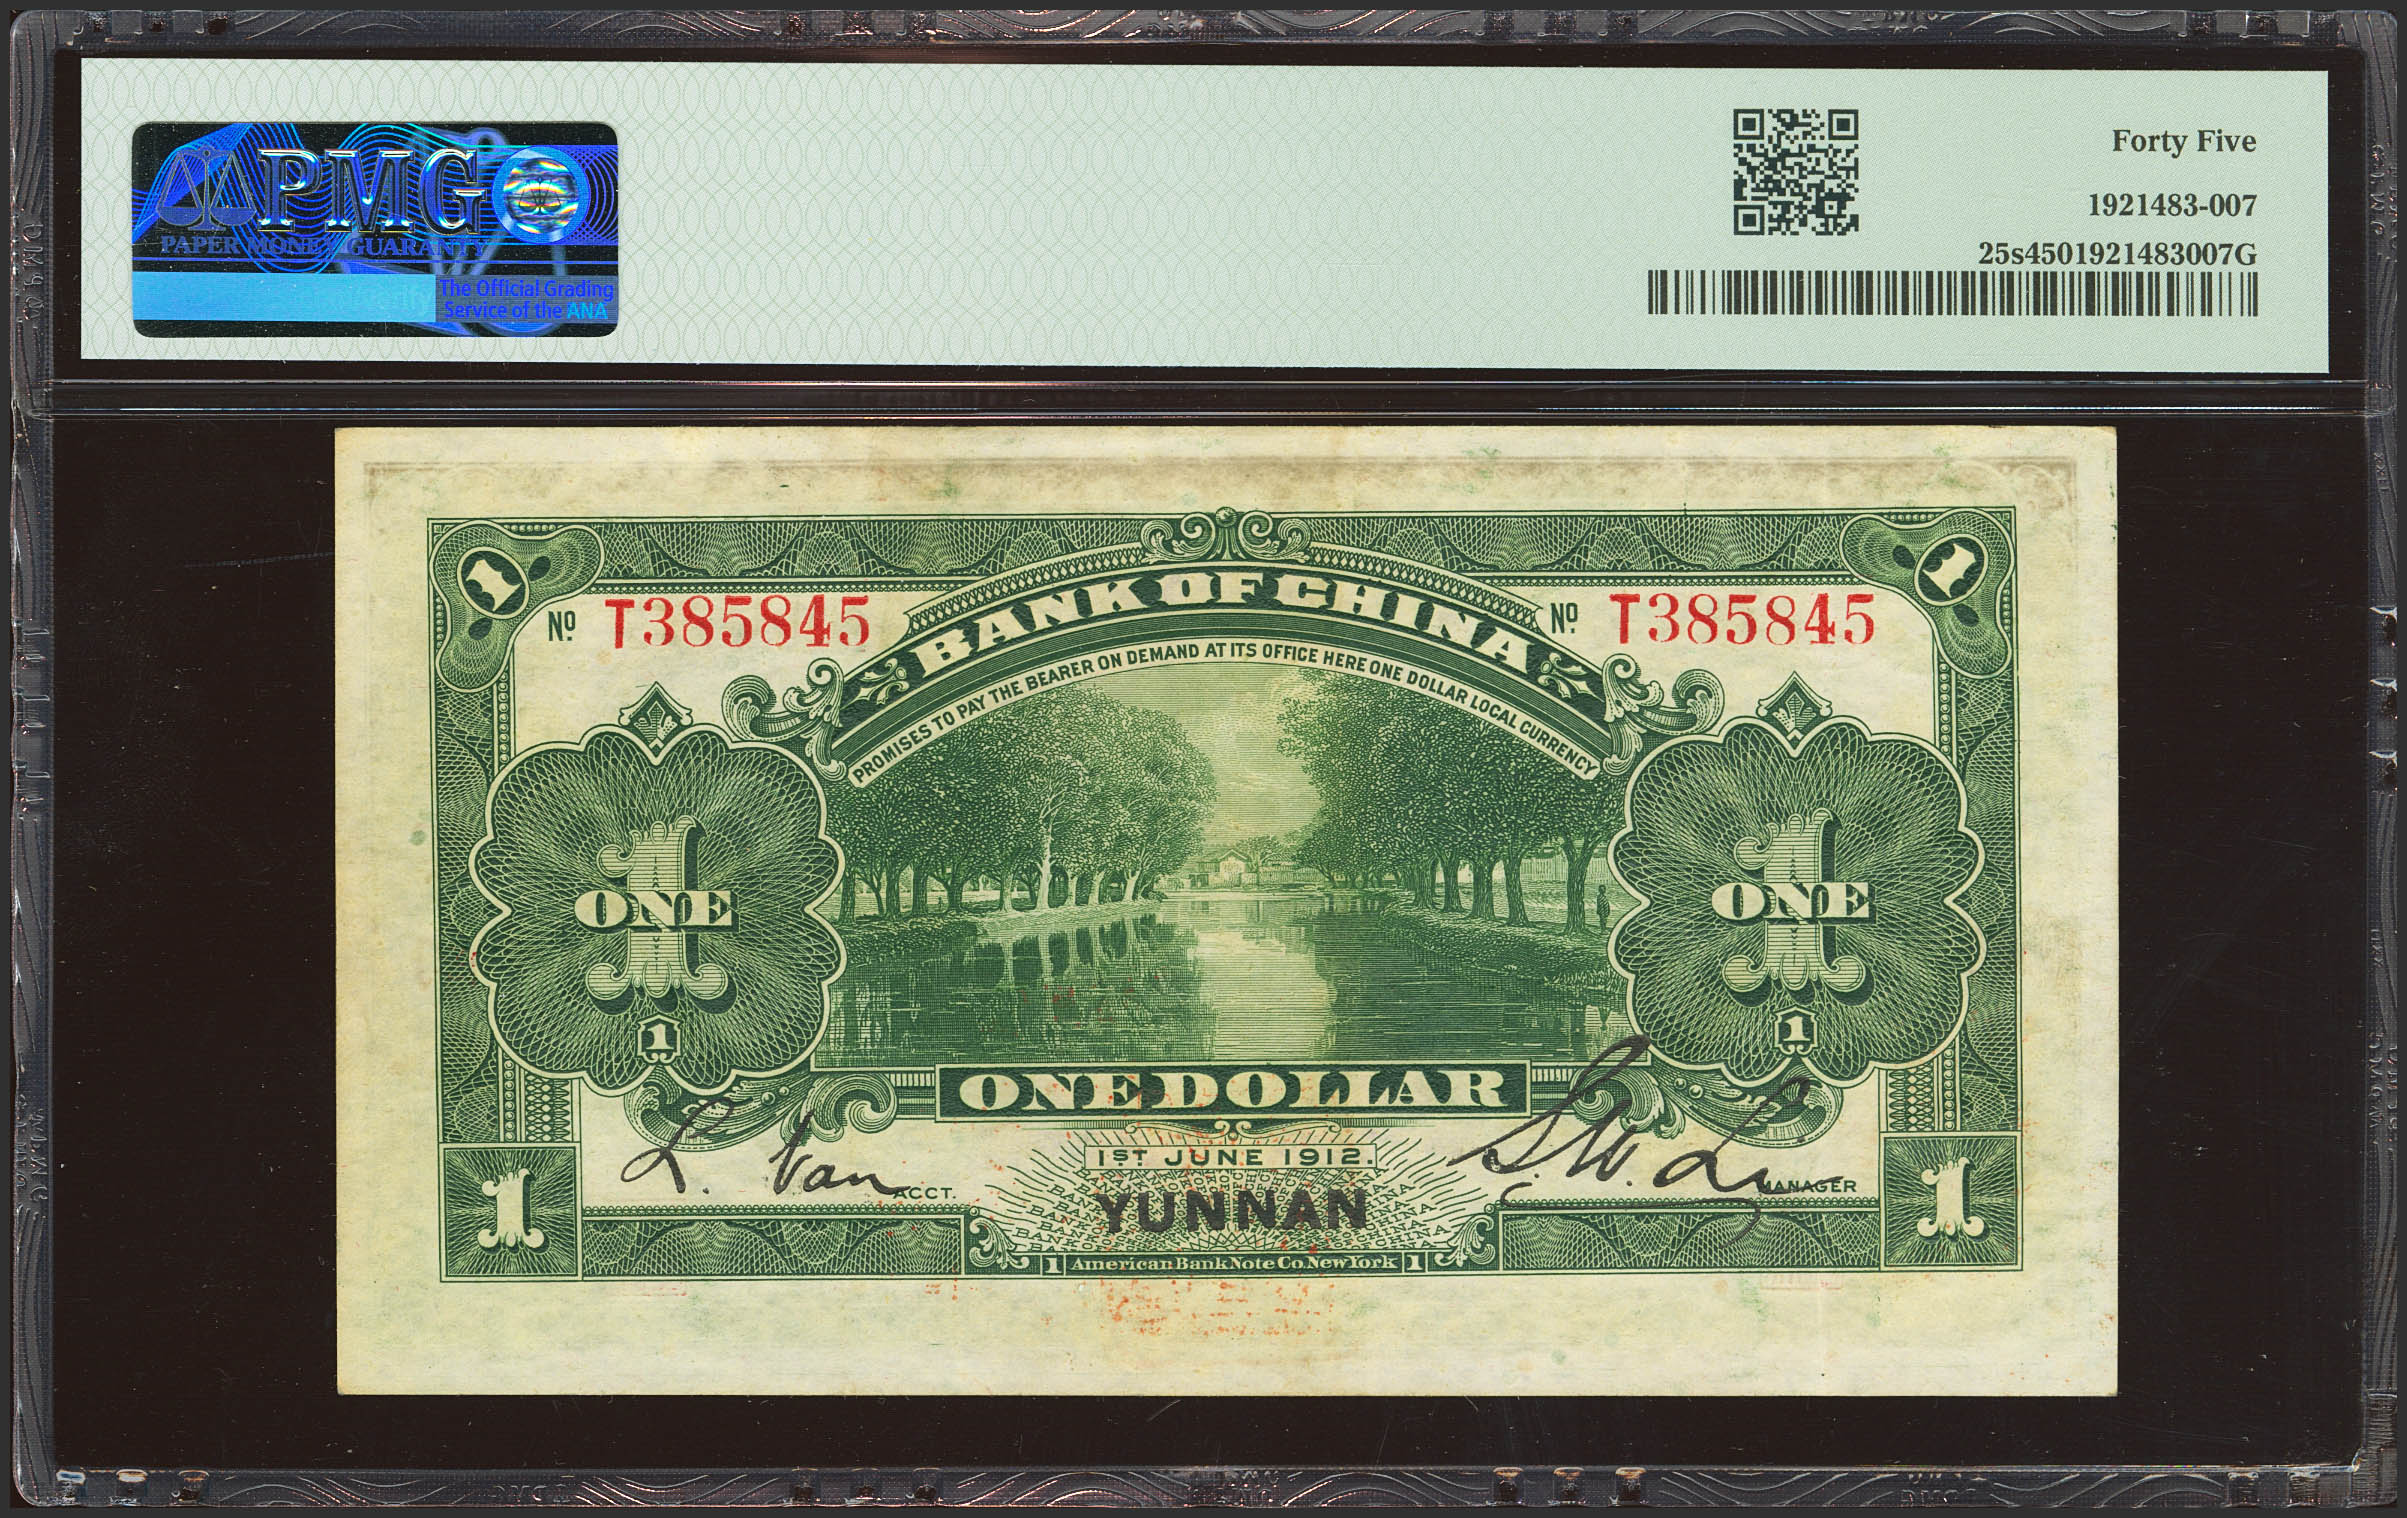 PMG
PAPER MONEY GUARANTY
The Official Grading
Service of the ANA
Forty Five
1921483-007
25s4501921483007G
1
1
No. T385845
No. T385845
BANK OF CHINA
PROMISES TO PAY THE BEARER ON DEMAND AT ITS OFFICE HERE ONE DOLLAR LOCAL CURRENCY
1
ONE
1
1
ONE
1
ONE DOLLAR
L. Van ACCT.
1ST JUNE 1912.
S. W. MANAGER
YUNNAN
1
1
1 American Bank Note Co. New York 1